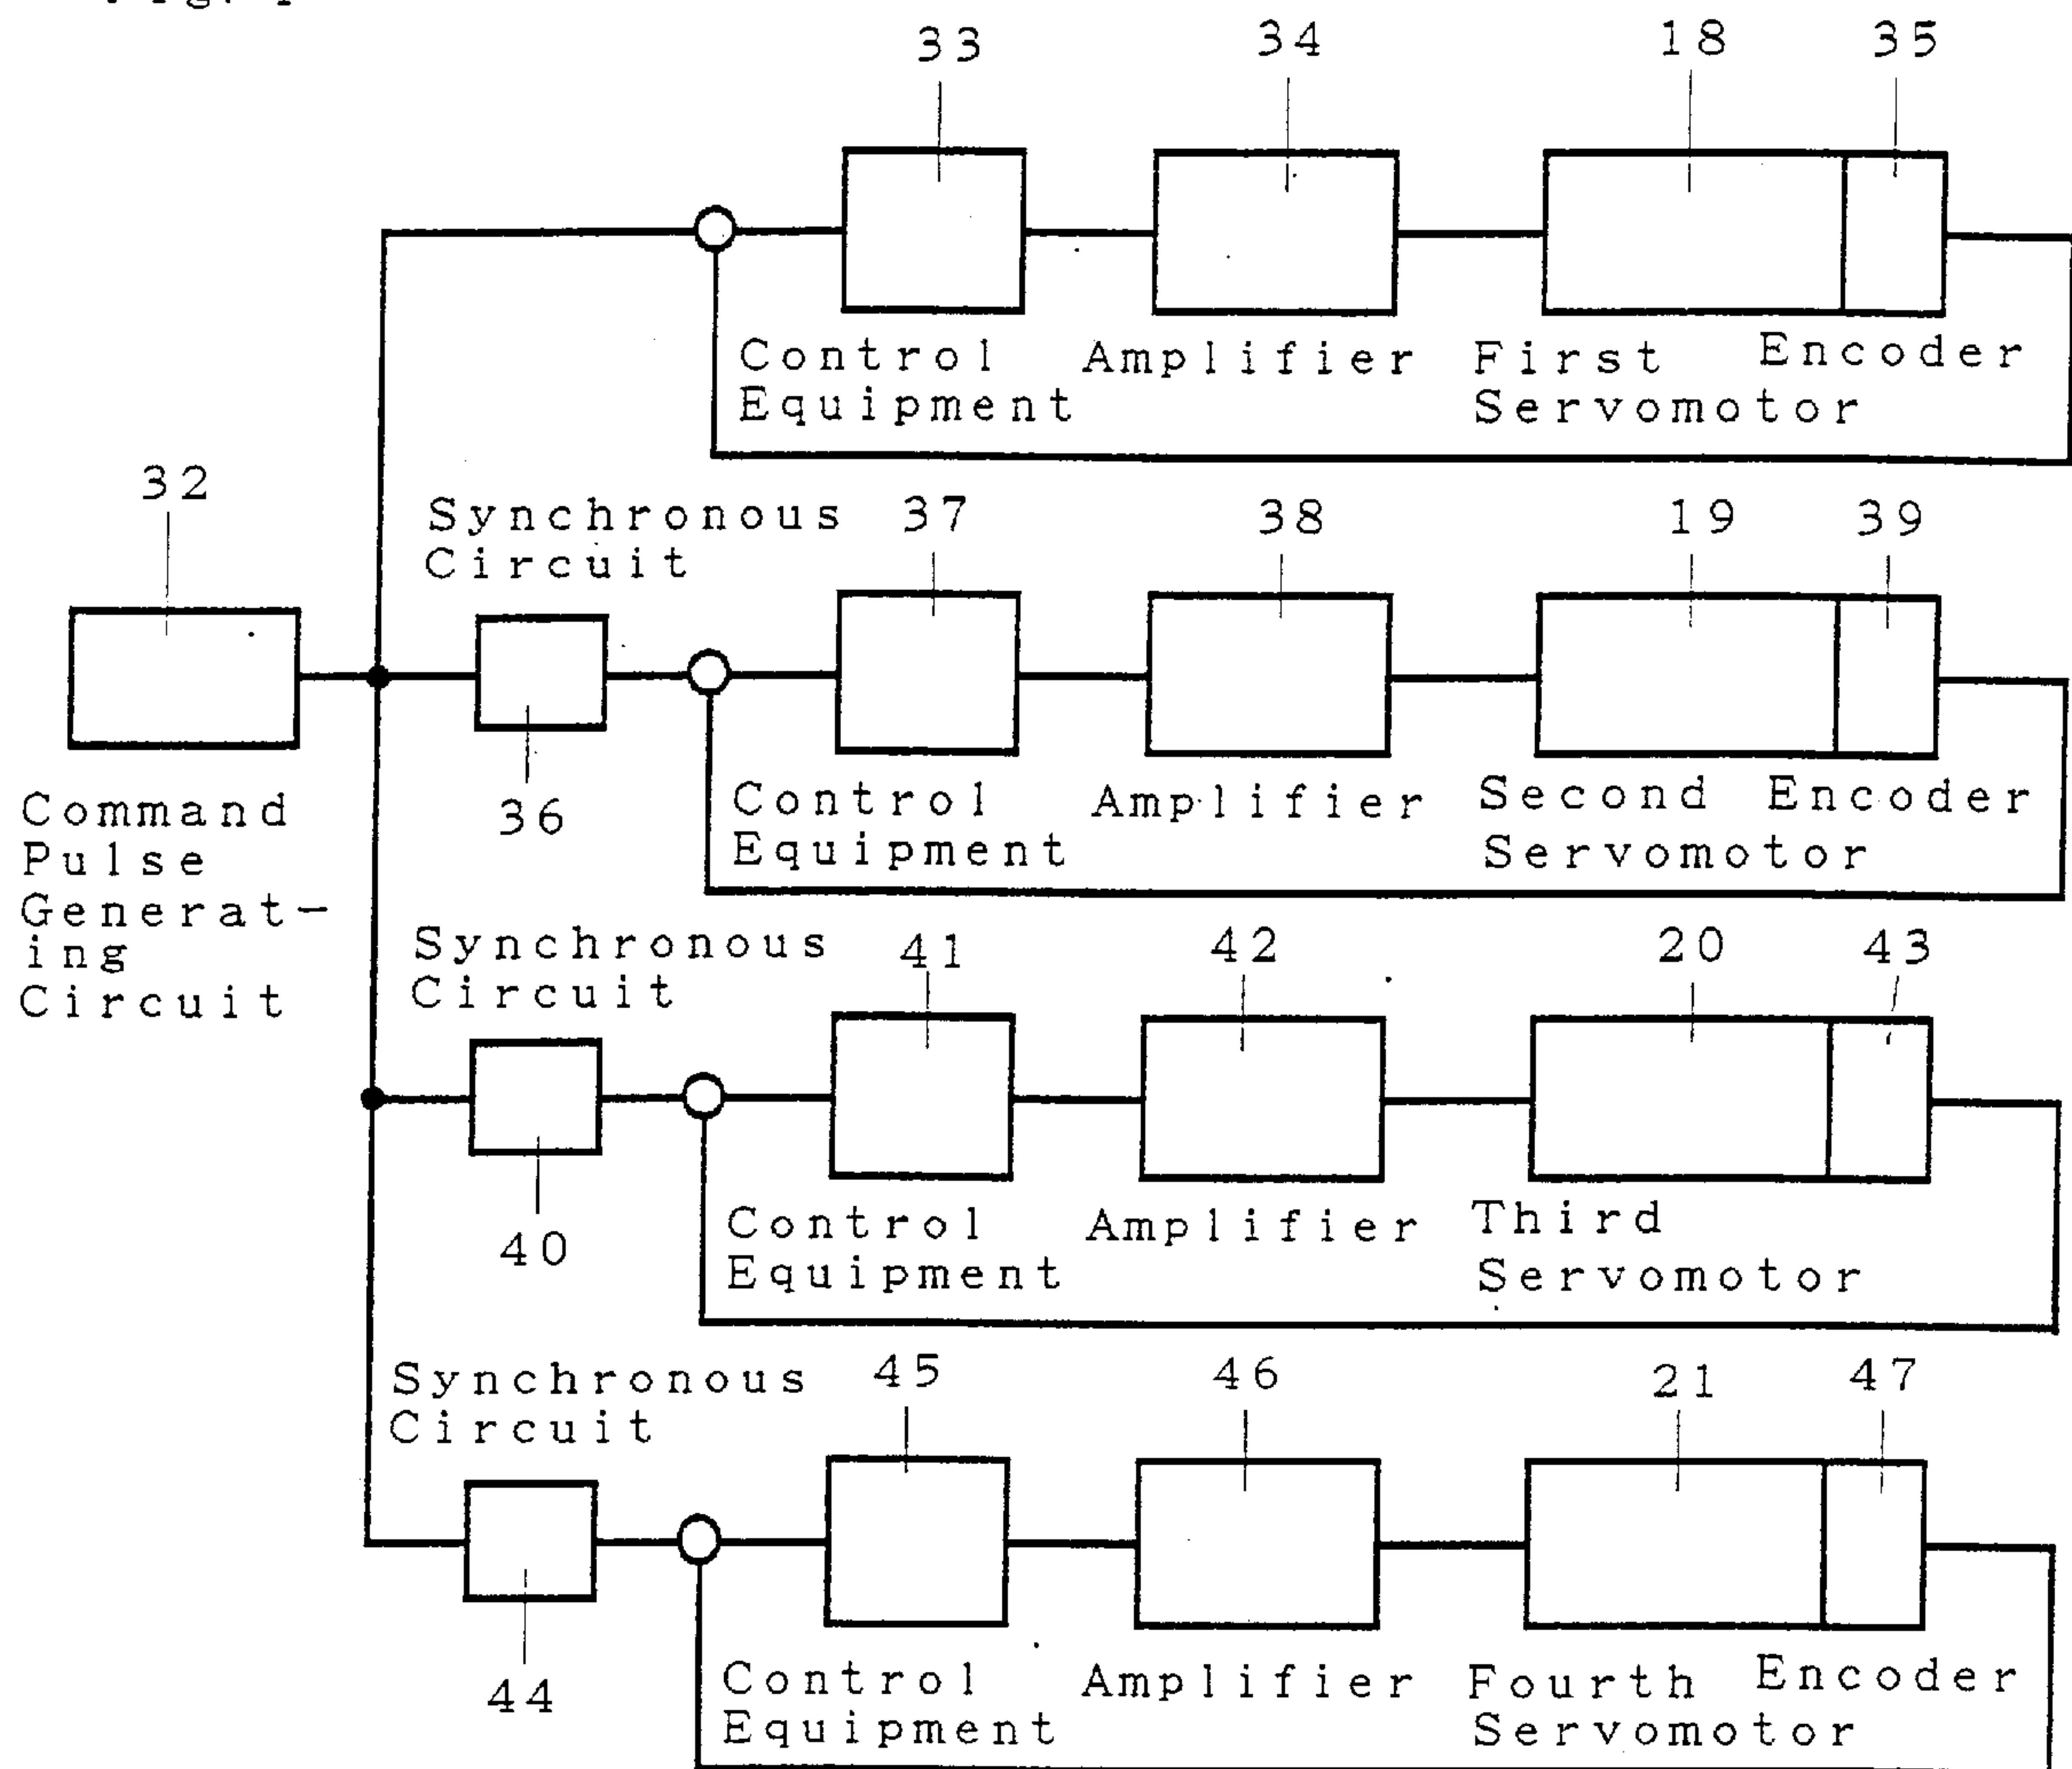 33 34 18 35
Control Amplifier First Encoder
Equipment Servomotor
32
Synchronous 37 38 19 39
Circuit
36
Command
Pulse
Generat-
ing
Circuit
Control Amplifier Second Encoder
Equipment Servomotor
Synchronous 41 42 20 43
Circuit
40
Control Amplifier Third
Equipment Servomotor
Synchronous 45 46 21 47
Circuit
44
Control Amplifier Fourth Encoder
Equipment Servomotor